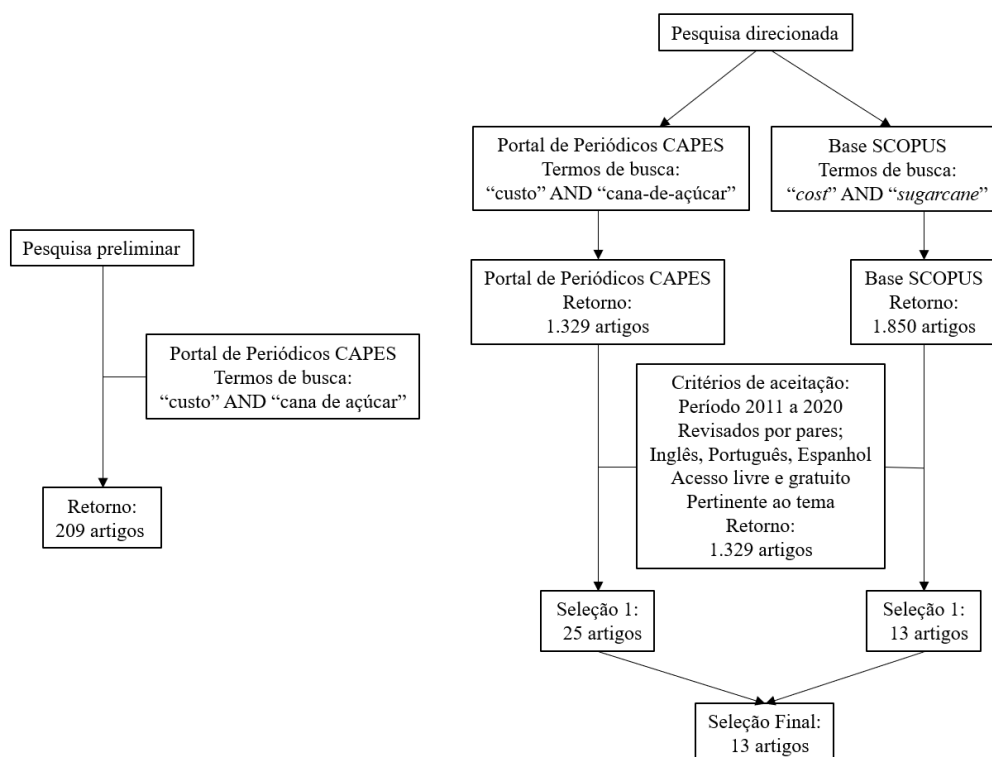 Pesquisa preliminar
Portal de Periódicos CAPES
Termos de busca:
“custo” AND “cana de açúcar”
Retorno:
209 artigos
Pesquisa direcionada
Portal de Periódicos CAPES
Termos de busca:
“custo” AND “cana-de-açúcar”
Base SCOPUS
Termos de busca:
“cost” AND “sugarcane”
Portal de Periódicos CAPES
Retorno:
1.329 artigos
Base SCOPUS
Retorno:
1.850 artigos
Critérios de aceitação:
Período 2011 a 2020
Revisados por pares;
Inglês, Português, Espanhol
Acesso livre e gratuito
Pertinente ao tema
Retorno:
1.329 artigos
Seleção 1:
25 artigos
Seleção 1:
13 artigos
Seleção Final:
13 artigos